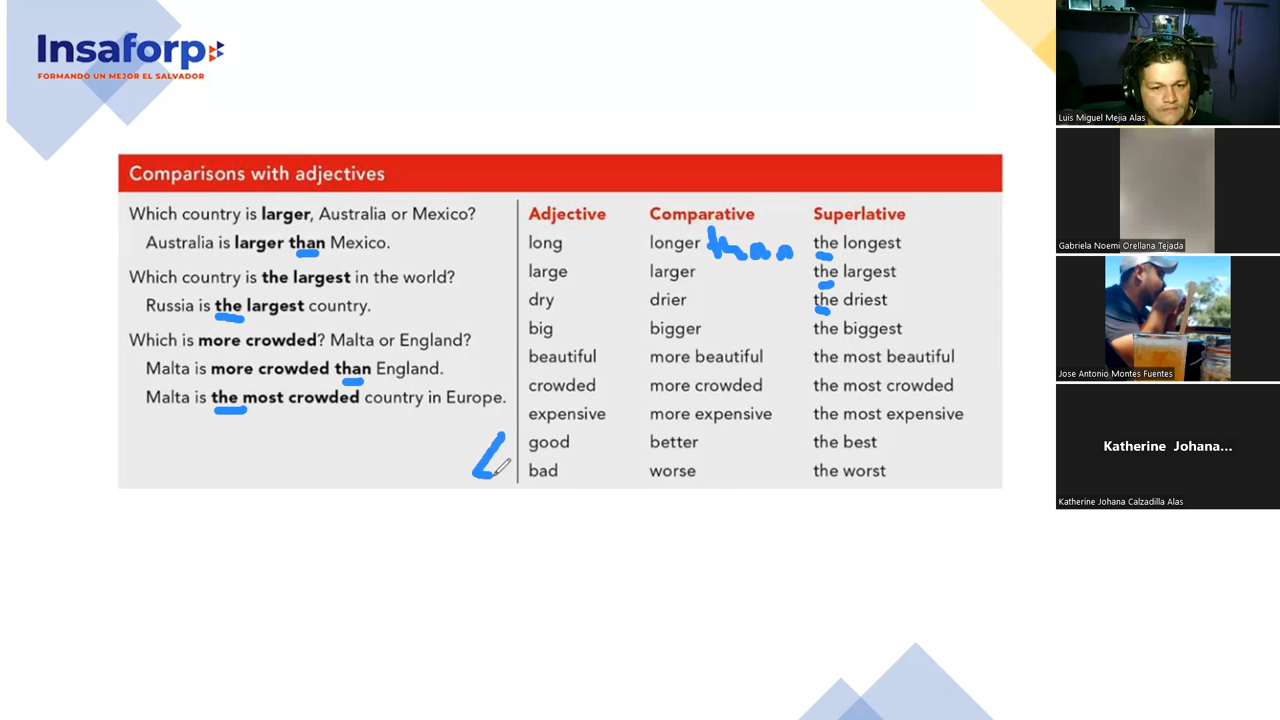 Insaforp
FORMANDO UN MEJOR EL SALVADOR
Comparisons with adjectives
Which country is larger, Australia or Mexico?
Australia is larger than Mexico.
Which country is the largest in the world?
Russia is the largest country.
Which is more crowded? Malta or England?
Malta is more crowded than England.
Malta is the most crowded country in Europe.
Adjective Comparative Superlative
long longer than the longest
large larger the largest
dry drier the driest
big bigger the biggest
beautiful more beautiful the most beautiful
crowded more crowded the most crowded
expensive more expensive the most expensive
good better the best
bad worse the worst
Luis Miguel Mejia Alas
Gabriela Noemi Orellana Tejada
Jose Antonio Montes Fuentes
Katherine Johana...
Katherine Johana Calzadilla Alas